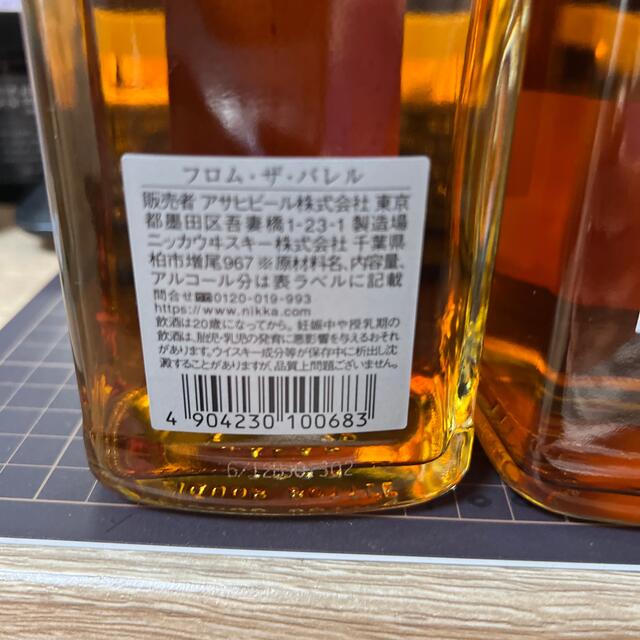 フロム・ザ・バレル
販売者 アサヒビール株式会社 東京
都墨田区吾妻橋1-23-1 製造場
ニッカウヰスキー株式会社 千葉県
柏市増尾967 ※原材料名、内容量、
アルコール分は表ラベルに記載
問合せ 0120-019-993
https://www.nikka.com/
飲酒は20歳になってから。妊娠中や授乳期の
飲酒は、胎児・乳児の発育に悪影響を与えるおそれ
があります。ウイスキー成分等が保存中に析出し沈
澱することがありますが、品質上問題ございません。
4 904230 100683